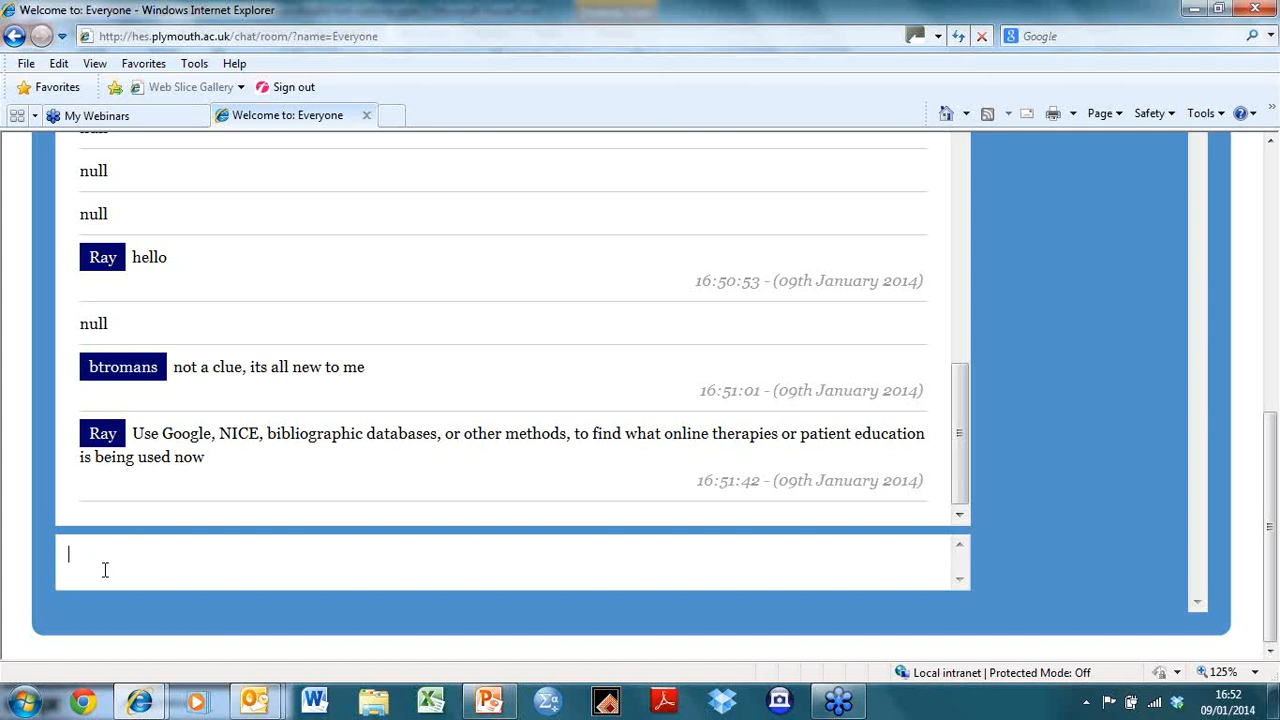 Welcome to: Everyone - Windows Internet Explorer
http://hes.plymouth.ac.uk/chat/room/?name=Everyone
Google
File Edit View Favorites Tools Help
Favorites Web Slice Gallery Sign out
My Webinars Welcome to: Everyone Page Safety Tools
null
null
null
Ray hello
16:50:53 - (09th January 2014)
null
btromans not a clue, its all new to me
16:51:01 - (09th January 2014)
Ray Use Google, NICE, bibliographic databases, or other methods, to find what online therapies or patient education
is being used now
16:51:42 - (09th January 2014)
Local intranet | Protected Mode: Off 125%
16:52
09/01/2014